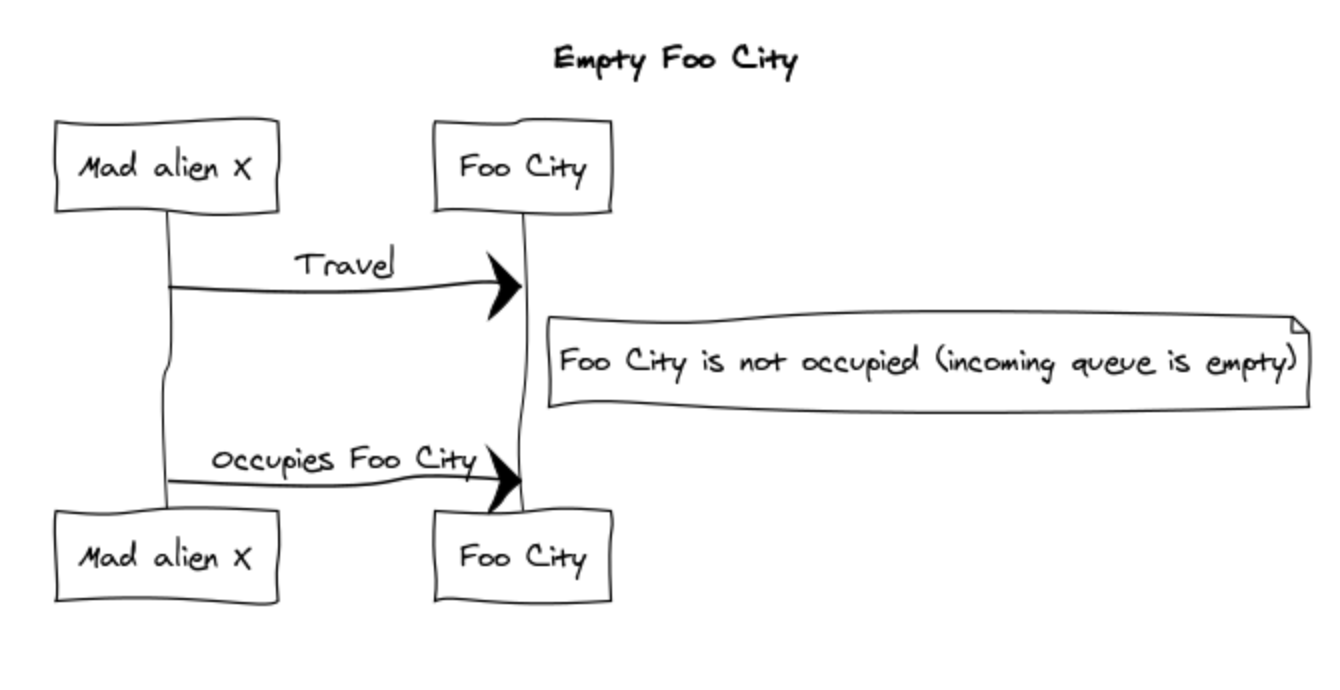 Empty Foo City
Mad alien X
Foo City
Travel
Foo City is not occupied (incoming queue is empty)
Occupies Foo City
Mad alien X
Foo City